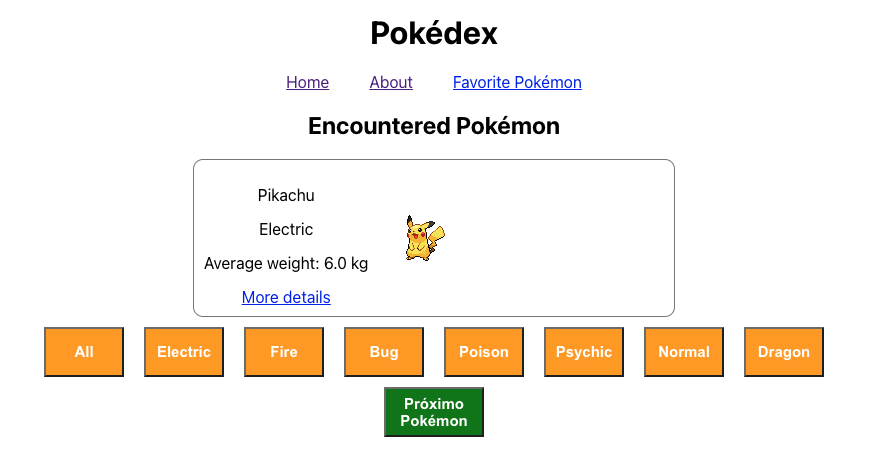 Pokédex
Home About Favorite Pokémon
Encountered Pokémon
Pikachu
Electric
Average weight: 6.0 kg
More details
All Electric Fire Bug Poison Psychic Normal Dragon
Próximo
Pokémon